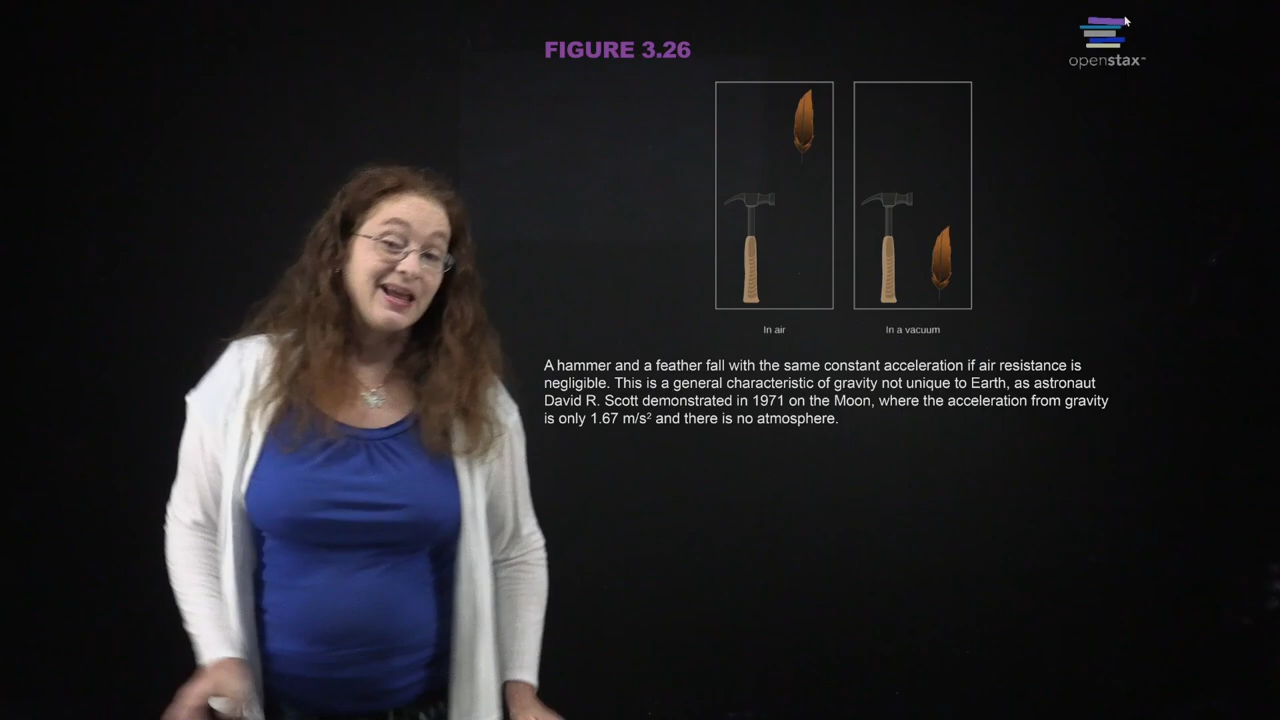 FIGURE 3.26
openstax™
In air
In a vacuum
A hammer and a feather fall with the same constant acceleration if air resistance is
negligible. This is a general characteristic of gravity not unique to Earth, as astronaut
David R. Scott demonstrated in 1971 on the Moon, where the acceleration from gravity
is only 1.67 m/s² and there is no atmosphere.